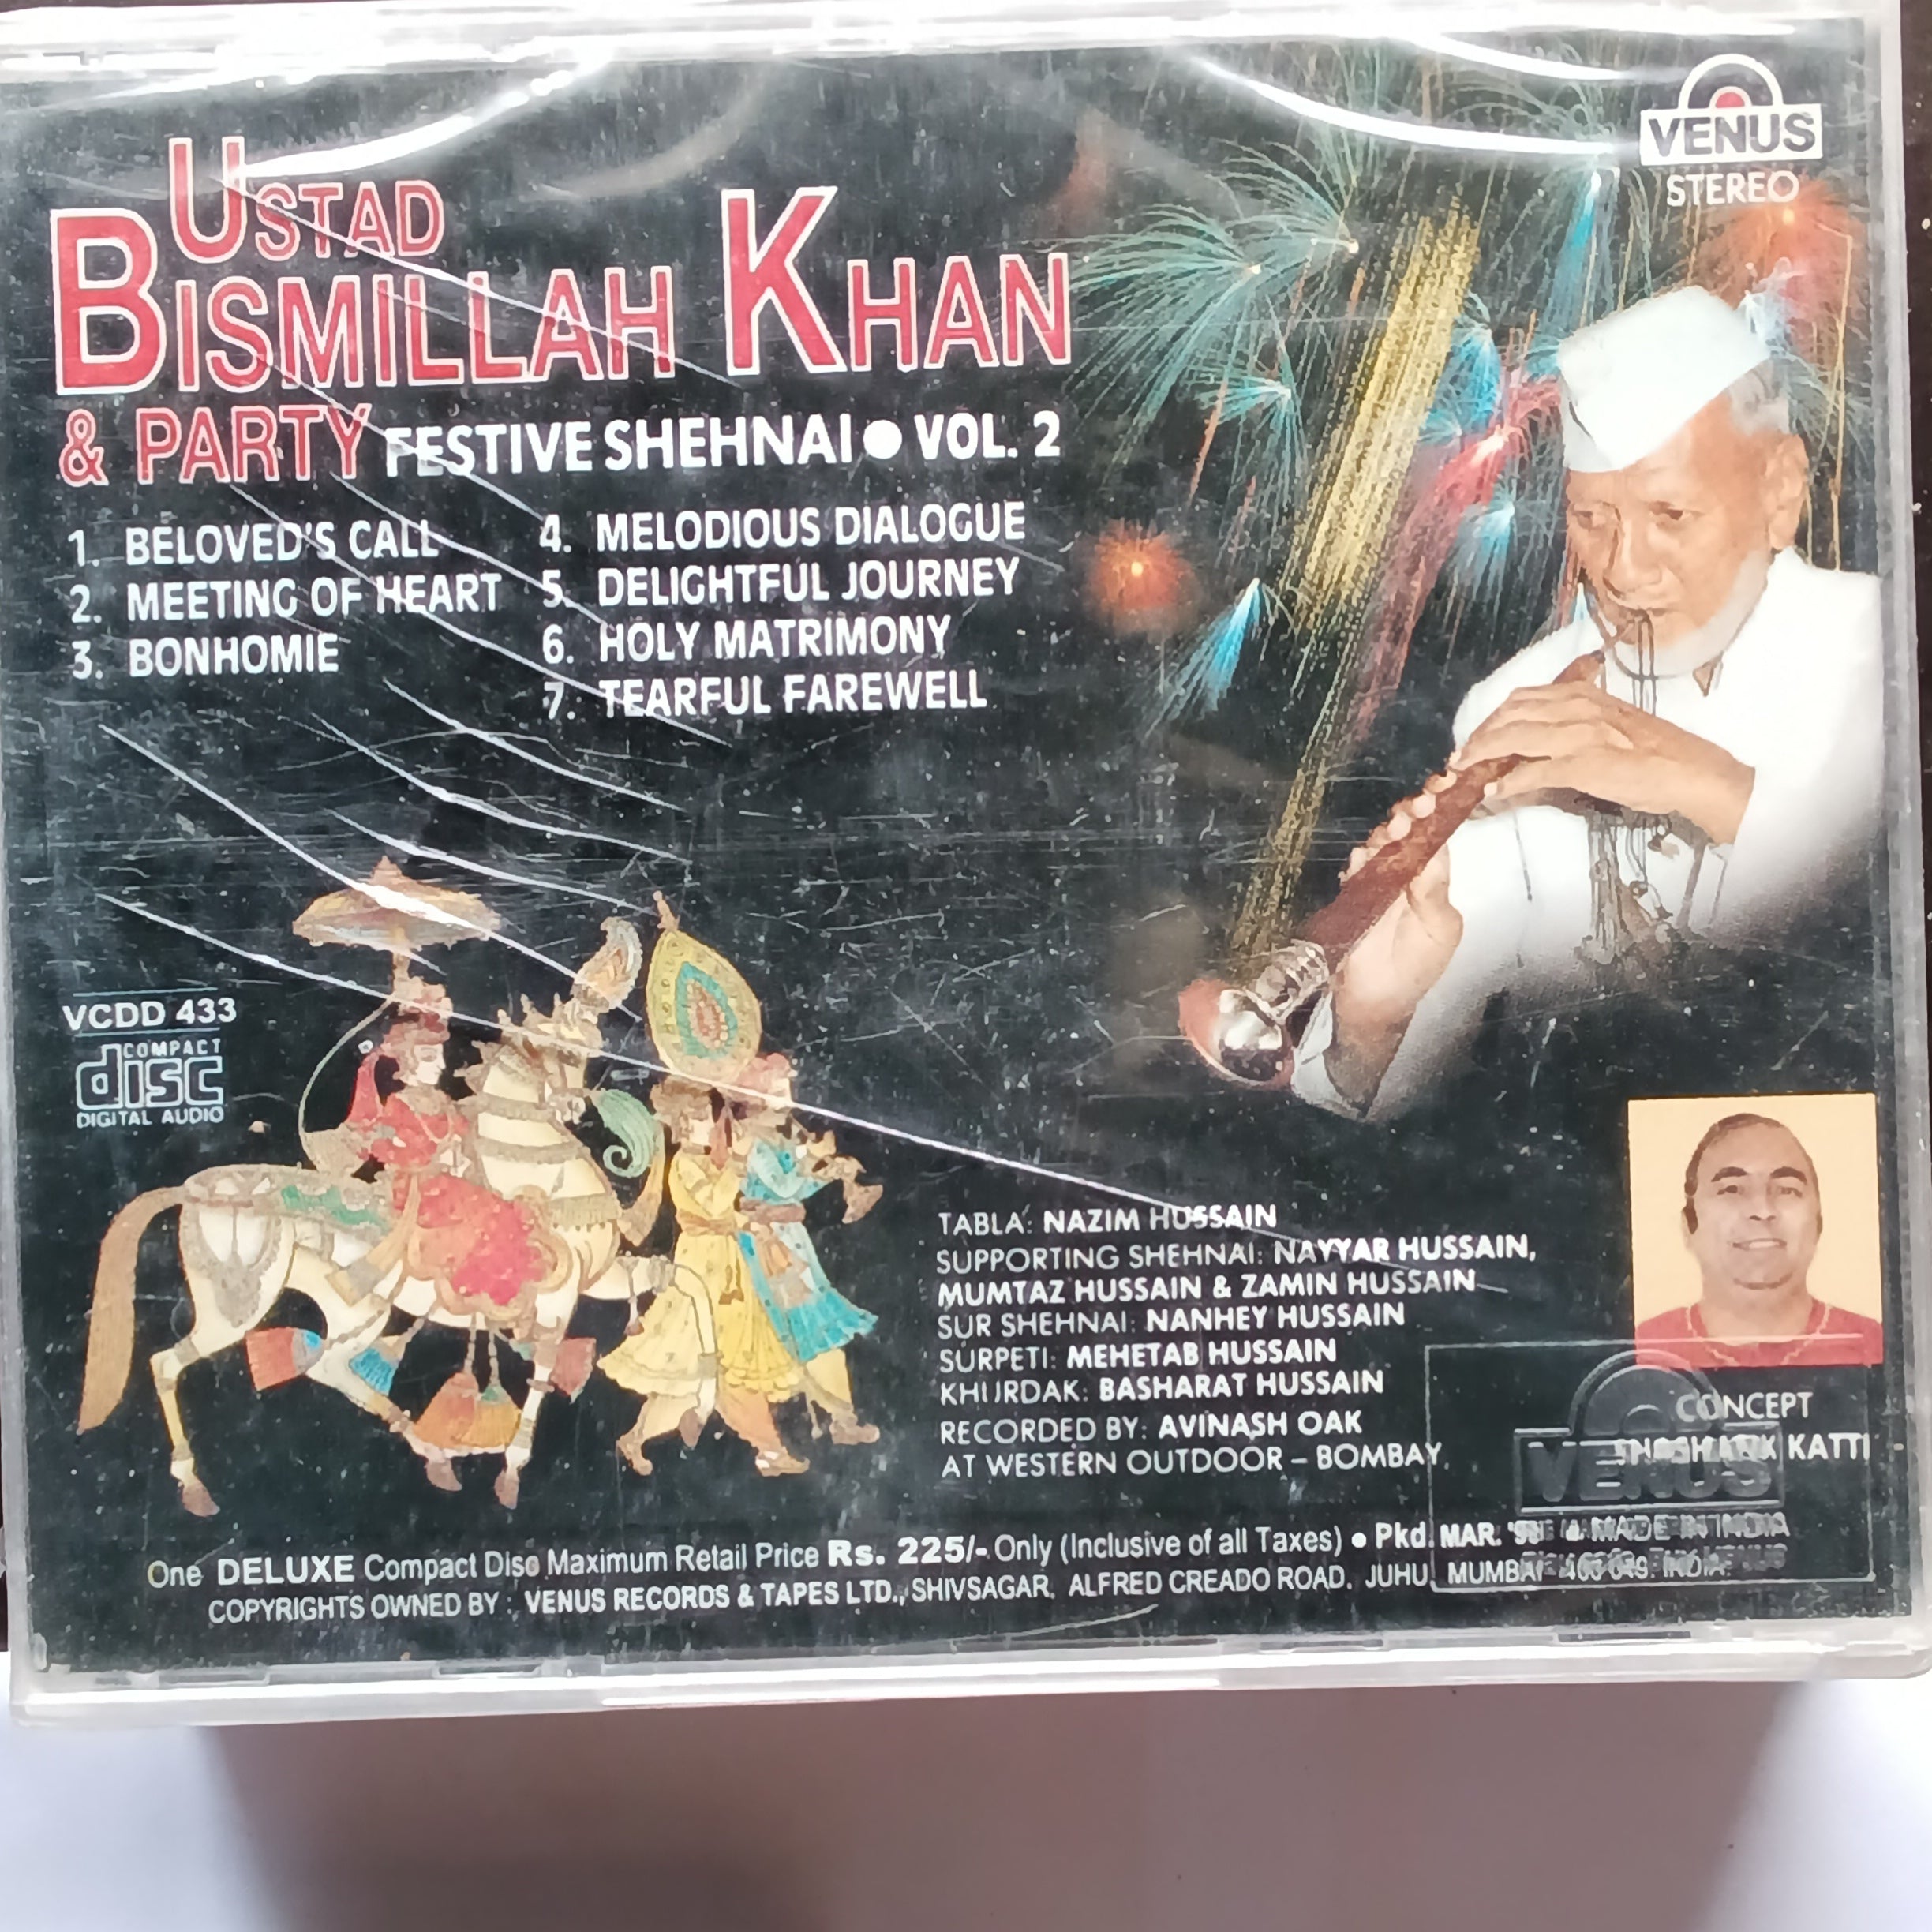 VENUS
STEREO
USTAD
BISMILLAH KHAN
& PARTY FESTIVE SHEHNAI ● VOL. 2
1. BELOVED'S CALL
2. MEETING OF HEART
3. BONHOMIE
4. MELODIOUS DIALOGUE
5. DELIGHTFUL JOURNEY
6. HOLY MATRIMONY
7. TEARFUL FAREWELL
VCDD 433
COMPACT
disc
DIGITAL AUDIO
TABLA: NAZIM HUSSAIN
SUPPORTING SHEHNAI: NAYYAR HUSSAIN,
MUMTAZ HUSSAIN & ZAMIN HUSSAIN
SUR SHEHNAI: NANHEY HUSSAIN
SURPETI: MEHETAB HUSSAIN
KHURDAK: BASHARAT HUSSAIN
RECORDED BY: AVINASH OAK
AT WESTERN OUTDOOR – BOMBAY
CONCEPT
KATTI
VENUS
One DELUXE Compact Disc Maximum Retail Price Rs. 225/- Only (Inclusive of all Taxes) ● Pkd. MAR. MADE IN INDIA
COPYRIGHTS OWNED BY : VENUS RECORDS & TAPES LTD., SHIVSAGAR, ALFRED CREADO ROAD, JUHU, MUMBAI INDIA